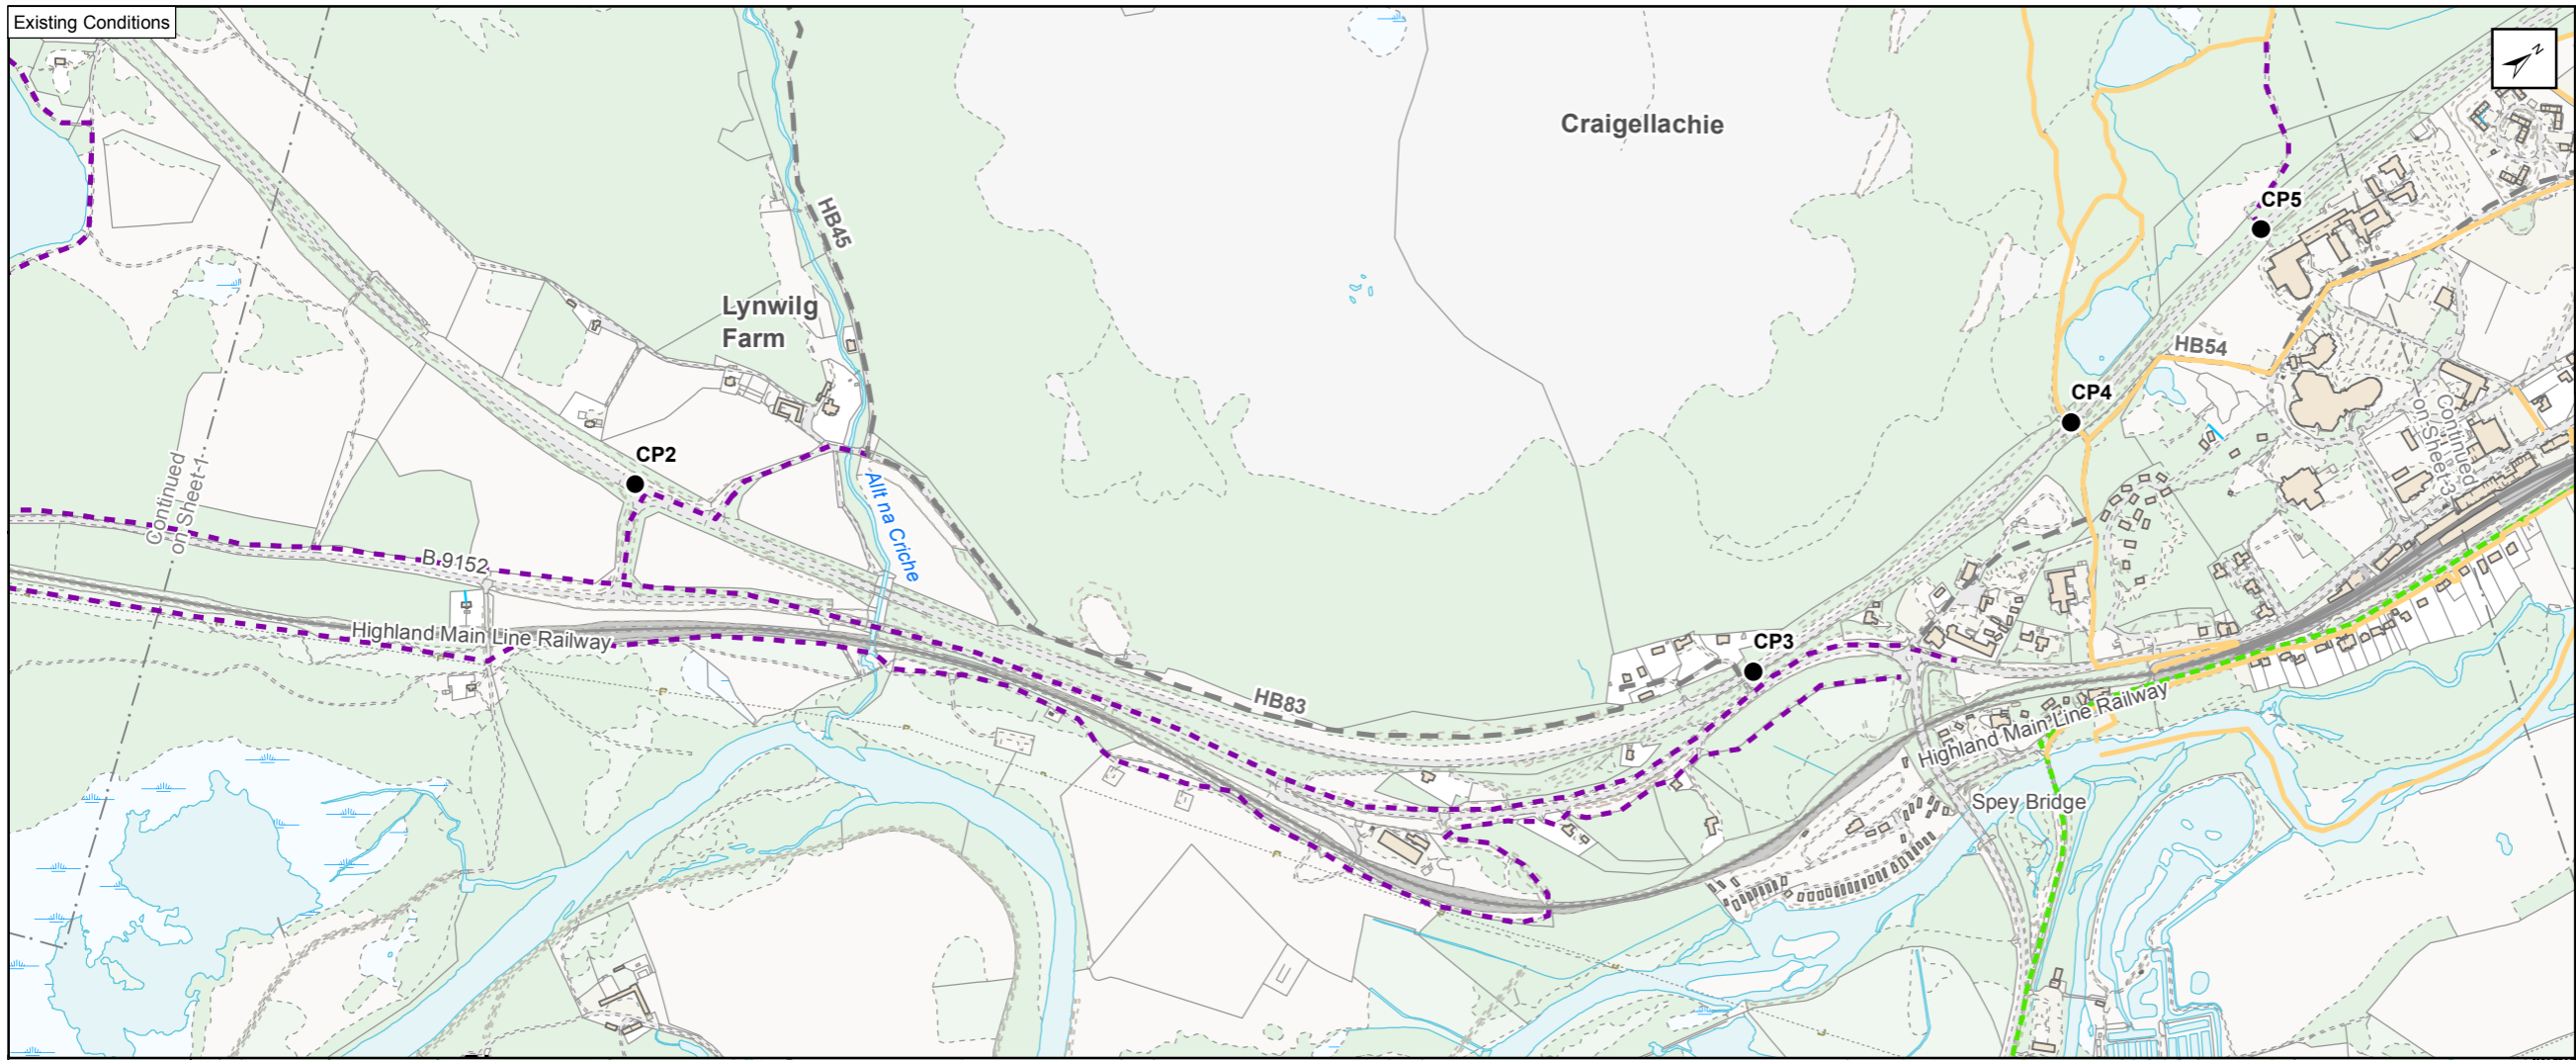 Existing Conditions
N
Craigellachie
CP5
HB45
Lynwilg
Farm
HB54
CP4
Continued
on Sheet 3
Continued
on Sheet 1
CP2
Allt na Criche
B 9152
Highland Main Line Railway
CP3
HB83
Highland Main Line Railway
Spey Bridge